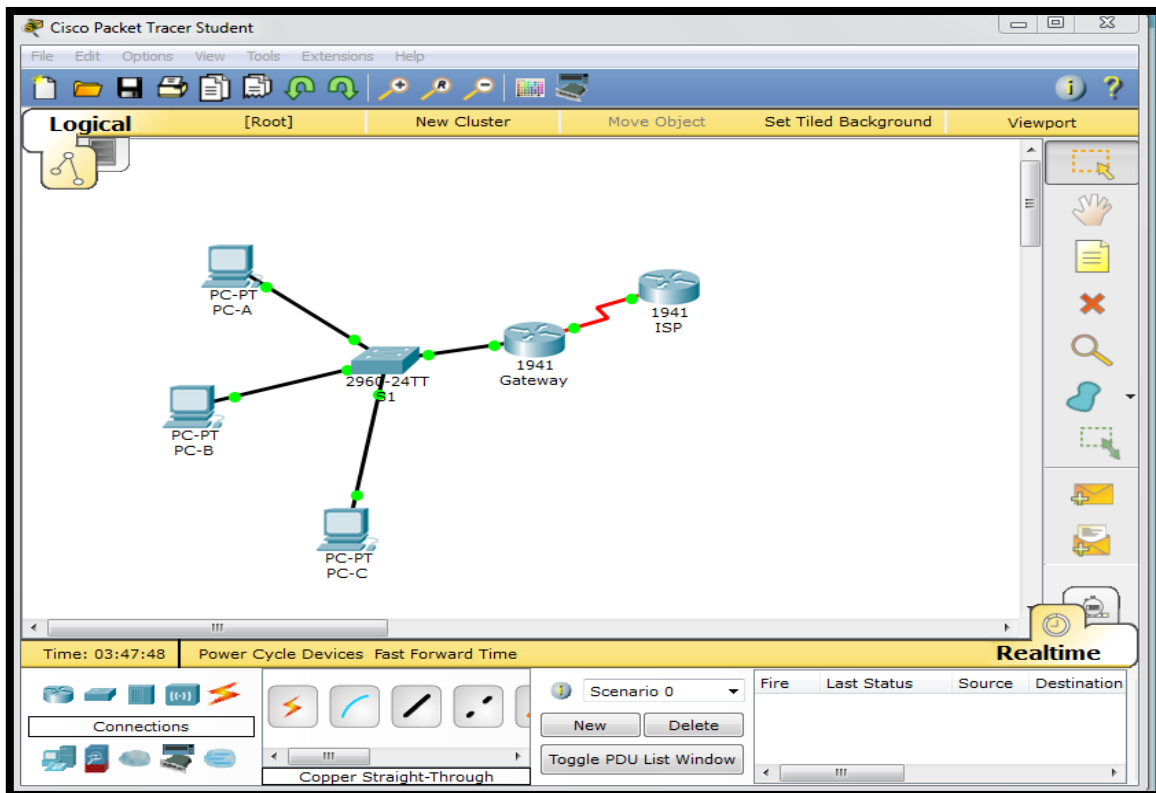 Cisco Packet Tracer Student
File Edit Options View Tools Extensions Help
R
i ?
Logical [Root] New Cluster Move Object Set Tiled Background Viewport
PC-PT
PC-A
1941
ISP
1941
Gateway
2960-24TT
S1
PC-PT
PC-B
PC-PT
PC-C
Time: 03:47:48 Power Cycle Devices Fast Forward Time Realtime
Connections
Copper Straight-Through
i Scenario 0
New Delete
Toggle PDU List Window
Fire Last Status Source Destination